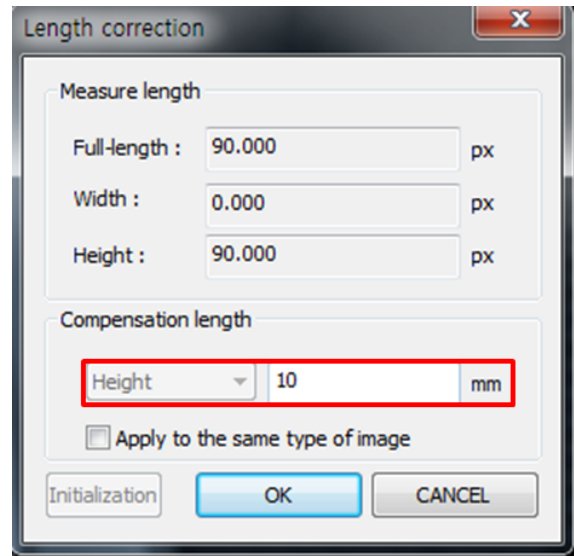 Length correction
Measure length
Full-length : 90.000 px
Width : 0.000 px
Height : 90.000 px
Compensation length
Height 10 mm
Apply to the same type of image
Initialization OK CANCEL